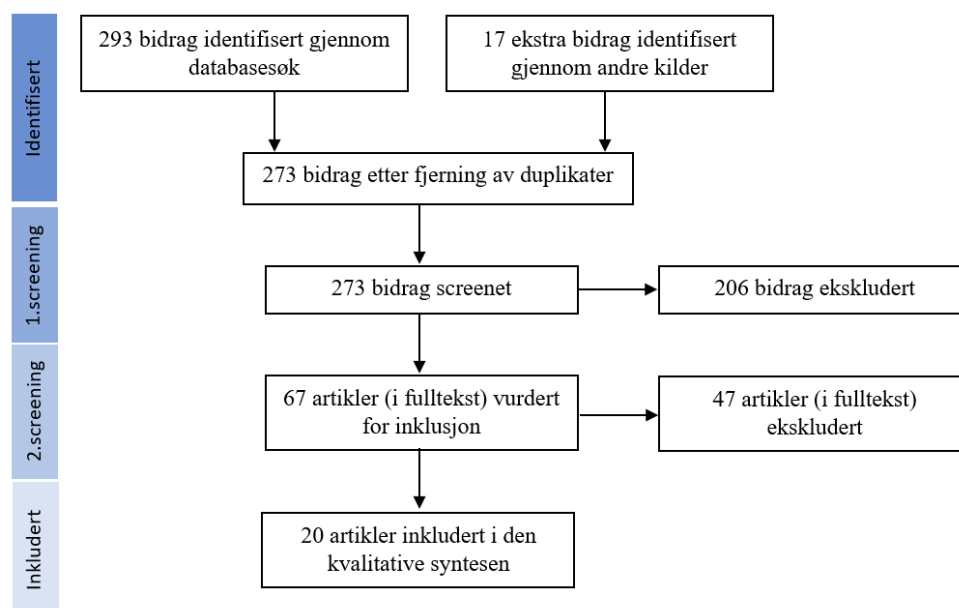 Identifisert
293 bidrag identifisert gjennom
databasesøk
17 ekstra bidrag identifisert
gjennom andre kilder
273 bidrag etter fjerning av duplikater
1.screening
273 bidrag screenet
206 bidrag ekskludert
2.screening
67 artikler (i fulltekst) vurdert
for inklusjon
47 artikler (i fulltekst)
ekskludert
Inkludert
20 artikler inkludert i den
kvalitative syntesen